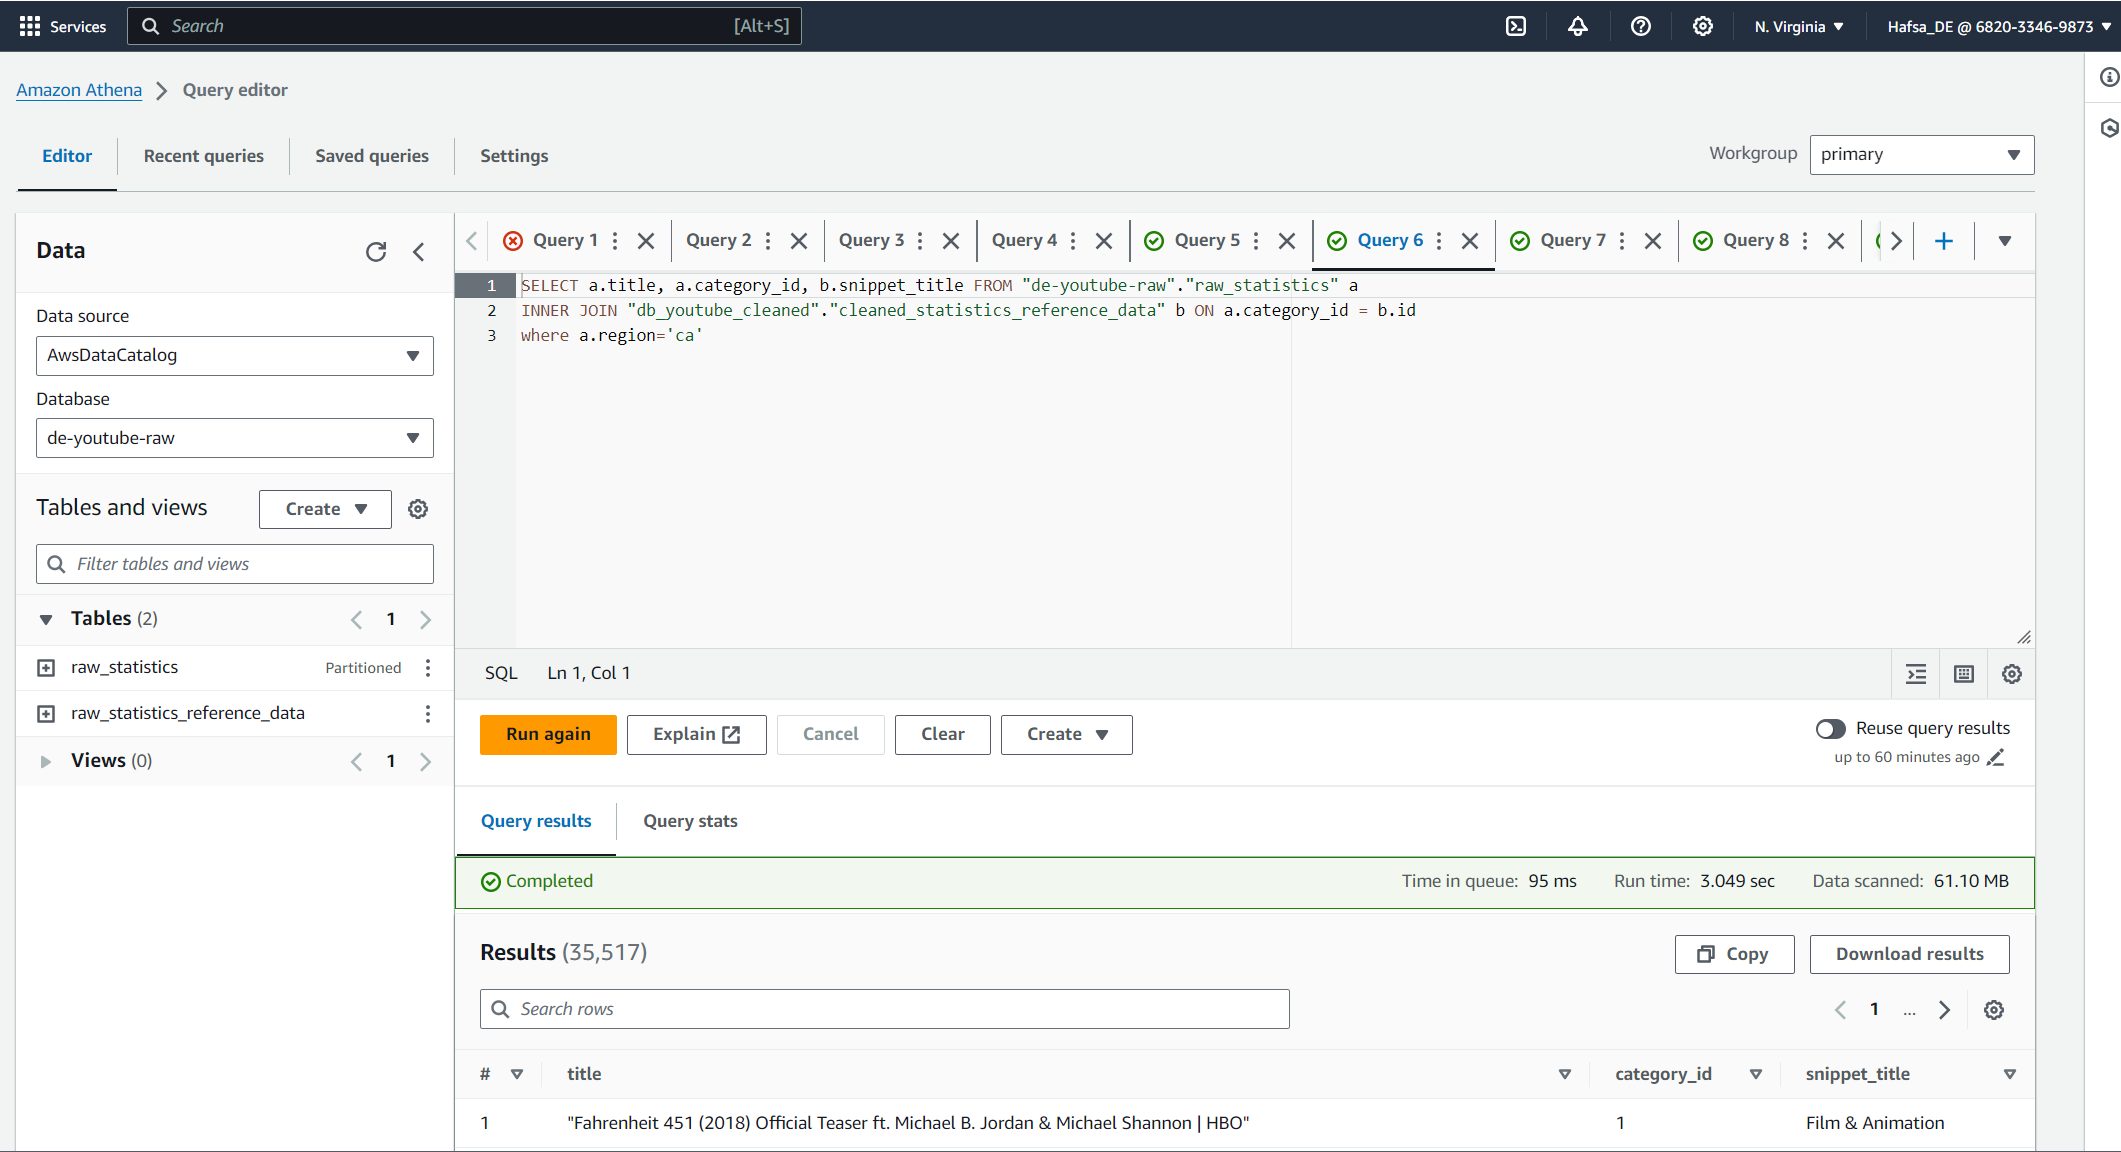 Services
Search [Alt+S]
N. Virginia
Hafsa_DE @ 6820-3346-9873
Amazon Athena
Query editor
Editor
Recent queries
Saved queries
Settings
Workgroup
primary
Data
Data source
AwsDataCatalog
Database
de-youtube-raw
Tables and views
Create
Filter tables and views
Tables (2)
1
raw_statistics
Partitioned
raw_statistics_reference_data
Views (0)
1
Query 1
Query 2
Query 3
Query 4
Query 5
Query 6
Query 7
Query 8
1 SELECT a.title, a.category_id, b.snippet_title FROM "de-youtube-raw"."raw_statistics" a
2 INNER JOIN "db_youtube_cleaned"."cleaned_statistics_reference_data" b ON a.category_id = b.id
3 where a.region='ca'
SQL
Ln 1, Col 1
Run again
Explain
Cancel
Clear
Create
Reuse query results
up to 60 minutes ago
Query results
Query stats
Completed
Time in queue: 95 ms
Run time: 3.049 sec
Data scanned: 61.10 MB
Results (35,517)
Copy
Download results
Search rows
1 ...
# title category_id snippet_title
1 "Fahrenheit 451 (2018) Official Teaser ft. Michael B. Jordan & Michael Shannon | HBO" 1 Film & Animation